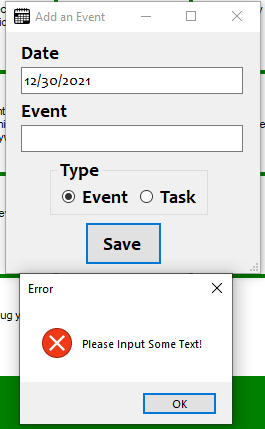 Add an Event
Date
12/30/2021
Event
Type
Event Task
Save
Error
Please Input Some Text!
OK